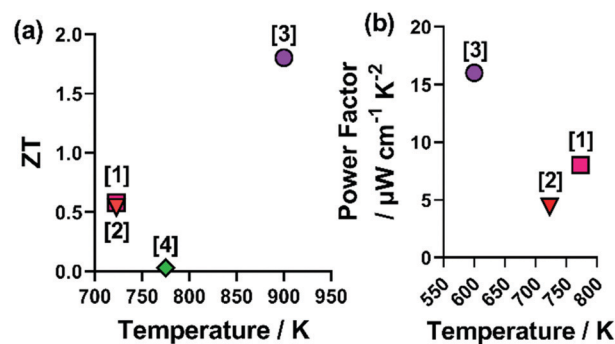 (a)
2.0
1.5
1.0
0.5
0.0
ZT
[3]
[1]
[2]
[4]
700 750 800 850 900 950
Temperature / K
(b)
20
15
10
5
0
Power Factor
/ µW cm⁻¹ K⁻²
[3]
[1]
[2]
550 600 650 700 750 800
Temperature / K